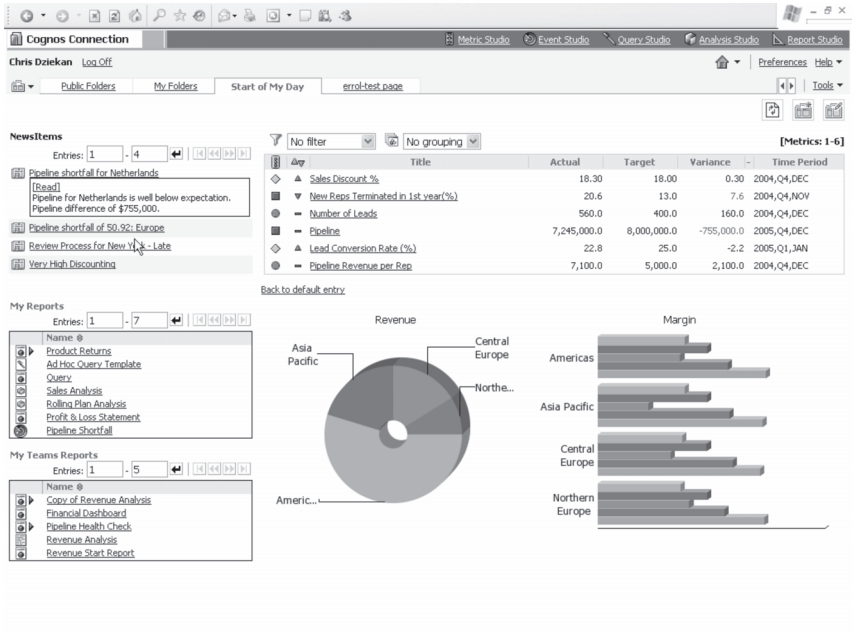 Cognos Connection
Metric Studio Event Studio Query Studio Analysis Studio Report Studio
Chris Dziekan Log Off
Preferences Help
Public Folders My Folders Start of My Day errol-test page
Tools
NewsItems
Entries: 1 - 4
Pipeline shortfall for Netherlands
[Read]
Pipeline for Netherlands is well below expectation.
Pipeline difference of $755,000.
Pipeline shortfall of 50.92: Europe
Review Process for New York - Late
Very High Discounting
No filter No grouping [Metrics: 1-6]
Title Actual Target Variance - Time Period
Sales Discount % 18.30 18.00 0.30 2004,Q4,DEC
New Reps Terminated in 1st year(%) 20.6 13.0 7.6 2004,Q4,NOV
Number of Leads 560.0 400.0 160.0 2004,Q4,DEC
Pipeline 7,245,000.0 8,000,000.0 -755,000.0 2005,Q4,DEC
Lead Conversion Rate (%) 22.8 25.0 -2.2 2005,Q1,JAN
Pipeline Revenue per Rep 7,100.0 5,000.0 2,100.0 2004,Q4,DEC
Back to default entry
My Reports
Entries: 1 - 7
Name
Product Returns
Ad Hoc Query Template
Query
Sales Analysis
Rolling Plan Analysis
Profit & Loss Statement
Pipeline Shortfall
My Teams Reports
Entries: 1 - 5
Name
Copy of Revenue Analysis
Financial Dashboard
Pipeline Health Check
Revenue Analysis
Revenue Start Report
Revenue
Asia
Pacific
Central
Europe
Northe...
Americ...
Margin
Americas
Asia Pacific
Central
Europe
Northern
Europe